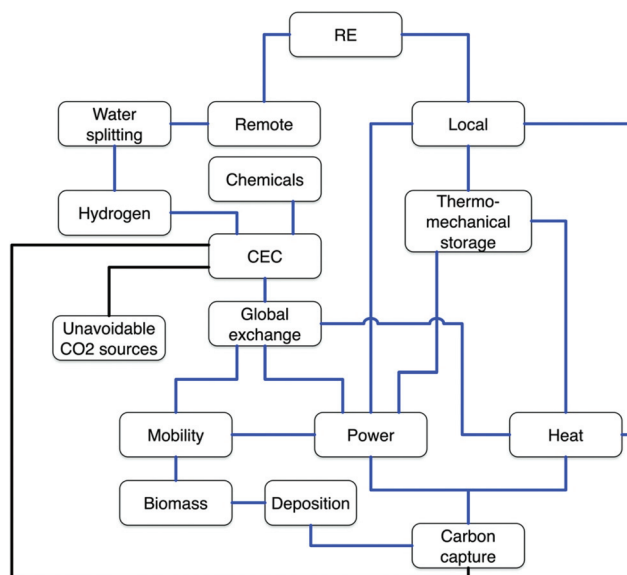 RE
Water
splitting
Remote
Local
Chemicals
Hydrogen
Thermo-
mechanical
storage
CEC
Global
exchange
Unavoidable
CO2 sources
Mobility
Power
Heat
Biomass
Deposition
Carbon
capture